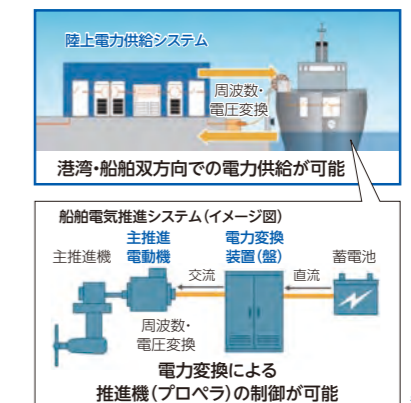 陸上電力供給システム
周波数・
電圧変換
港湾・船舶双方向での電力供給が可能
船舶電気推進システム（イメージ図）
主推進機
主推進
電動機
電力変換
装置（盤）
蓄電池
交流
直流
周波数・
電圧変換
電力変換による
推進機（プロペラ）の制御が可能